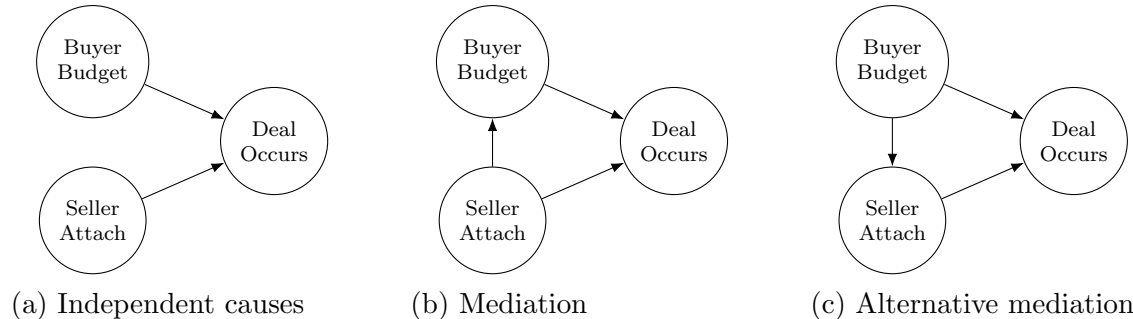 Buyer
Budget
Deal
Occurs
Seller
Attach
(a) Independent causes
Buyer
Budget
Deal
Occurs
Seller
Attach
(b) Mediation
Buyer
Budget
Deal
Occurs
Seller
Attach
(c) Alternative mediation